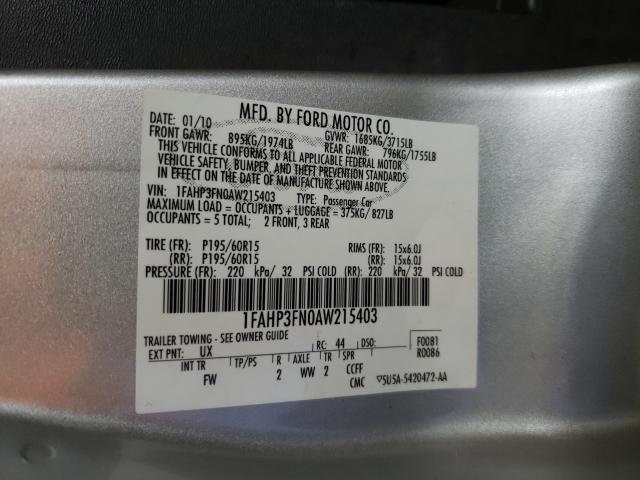 MFD. BY FORD MOTOR CO.
DATE: 01/10 GVWR: 1685KG/3715LB
FRONT GAWR: 895KG/1974LB REAR GAWR: 796KG/1755LB
THIS VEHICLE CONFORMS TO ALL APPLICABLE FEDERAL MOTOR
VEHICLE SAFETY, BUMPER, AND THEFT PREVENTION STANDARDS
IN EFFECT ON THE DATE OF MANUFACTURE SHOWN ABOVE.
VIN: 1FAHP3FN0AW215403 TYPE: Passenger Car
MAXIMUM LOAD = OCCUPANTS + LUGGAGE = 375KG/827LB
OCCUPANTS = 5 TOTAL; 2 FRONT, 3 REAR
TIRE (FR): P195/60R15 RIMS (FR): 15x6.0J
(RR): P195/60R15 (RR): 15x6.0J
PRESSURE (FR): 220 kPa/ 32 PSI COLD (RR): 220 kPa/ 32 PSI COLD
1FAHP3FN0AW215403
TRAILER TOWING - SEE OWNER GUIDE
EXT PNT: UX RC: 44 DSO: F0081
INT TR TP/PS R AXLE TR SPR R0086
FW 2 WW 2 CCFF
CMC ▽5U5A-5420472-AA